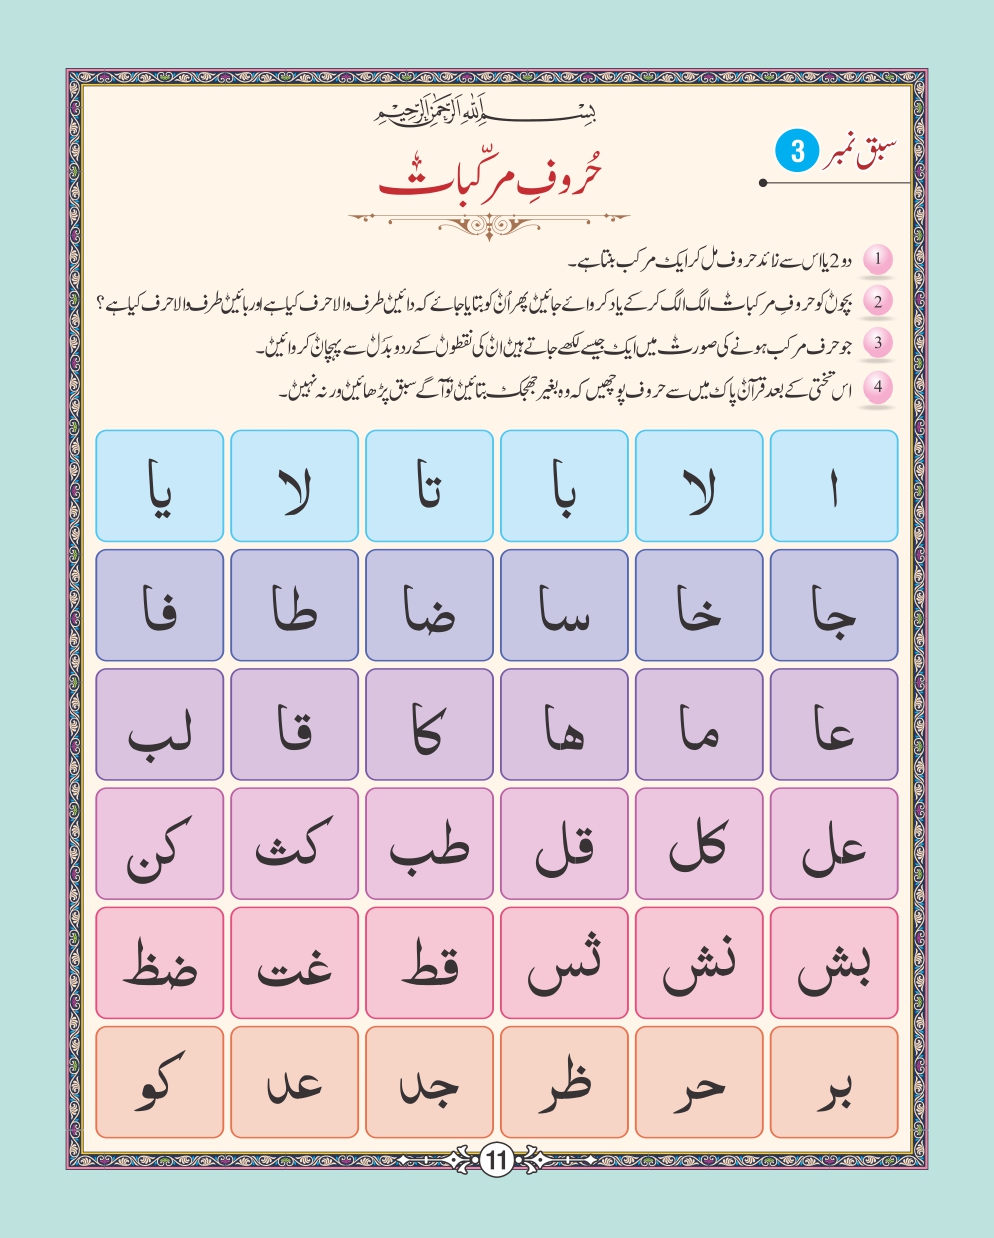 بِسْمِ اللهِ الرَّحْمٰنِ الرَّحِيْمِ
سبق نمبر 3
حُروفِ مرکّبات
1 دو 2 یا اس سے زائد حروف مل کر ایک مرکب بنتا ہے۔
2 بچوں کو حروفِ مرکبات الگ الگ کر کے یاد کروائے جائیں پھر اُن کو بتایا جائے کہ دائیں طرف والا حرف کیا ہے اور بائیں طرف والا حرف کیا ہے؟
3 جو حرف مرکب ہونے کی صورت میں ایک جیسے لکھے جاتے ہیں ان کی نقطوں کے ردو بدل سے پہچان کروائیں۔
4 اس تختی کے بعد قرآن پاک میں سے حروف پوچھیں کہ وہ بغیر جھجک بتائیں تو آگے سبق پڑھائیں ورنہ نہیں۔
ا لا با تا لا یا
جا خا سا ضا طا فا
عا ما ها کا قا لب
عل کل قل طب کث کن
بش نش ثس قط غت ضظ
بر حر ظر جد عد کو
11